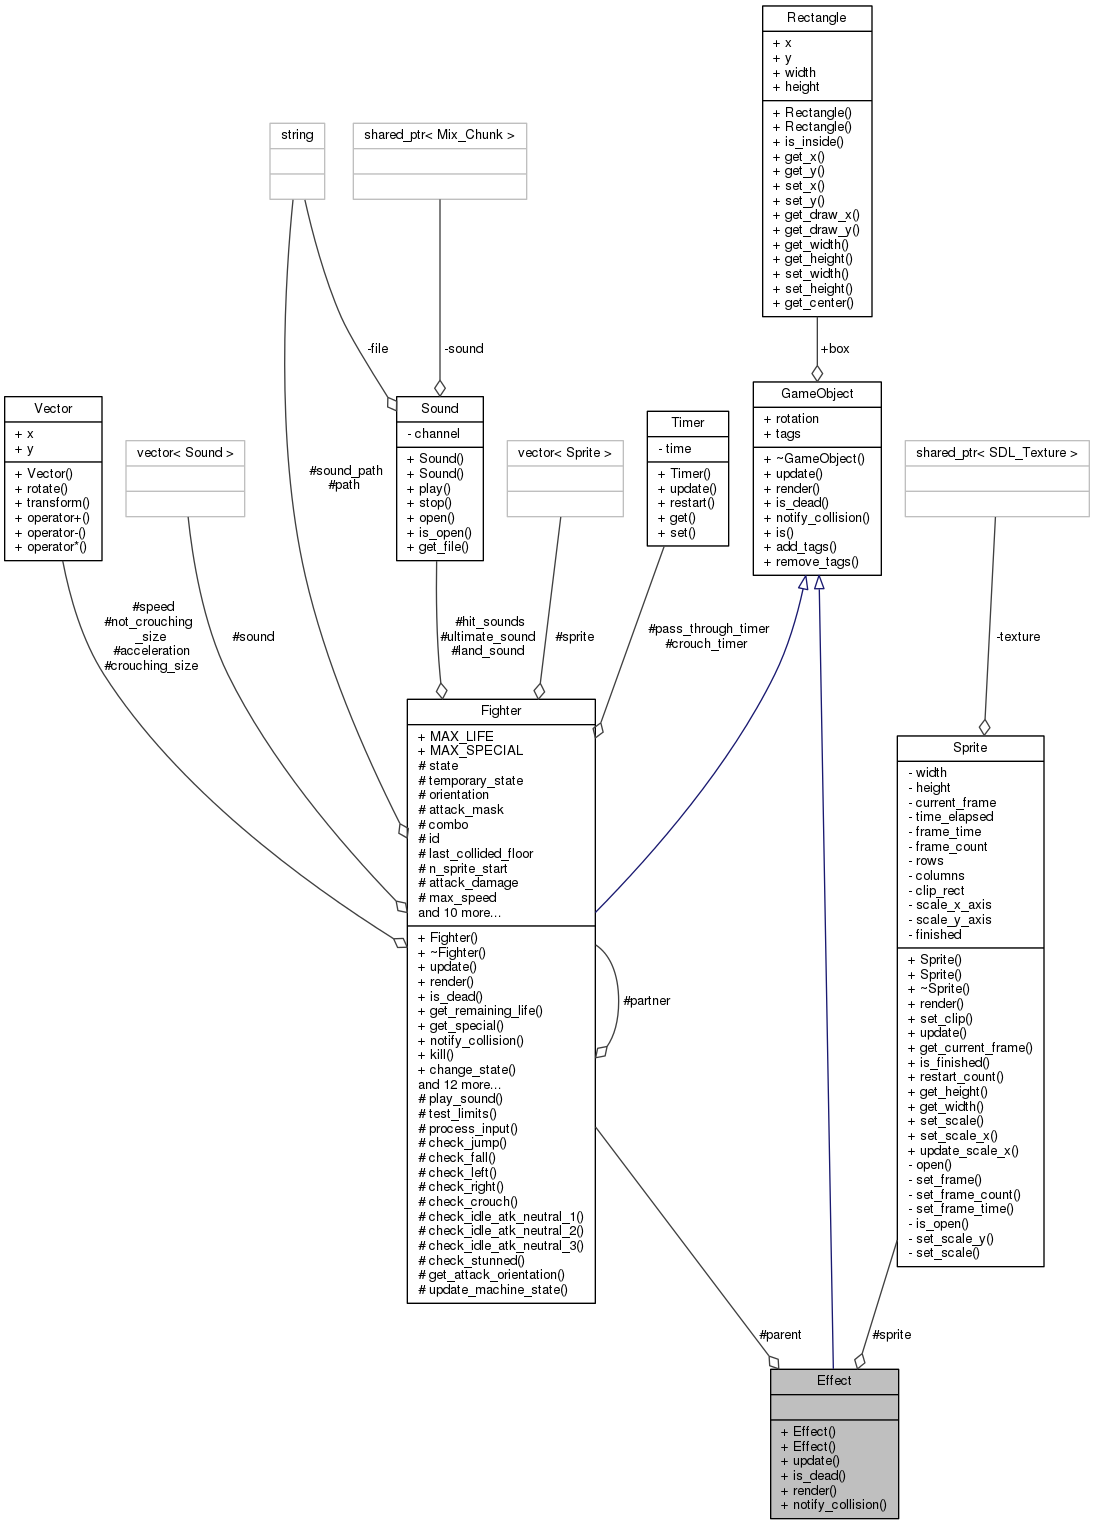 Rectangle
+ x
+ y
+ width
+ height
+ Rectangle()
+ Rectangle()
+ is_inside()
+ get_x()
+ get_y()
+ set_x()
+ set_y()
+ get_draw_x()
+ get_draw_y()
+ get_width()
+ get_height()
+ set_width()
+ set_height()
+ get_center()
string
shared_ptr< Mix_Chunk >
-file
-sound
+box
Vector
+ x
+ y
+ Vector()
+ rotate()
+ transform()
+ operator+()
+ operator-()
+ operator*()
vector< Sound >
#sound_path
#path
Sound
- channel
+ Sound()
+ Sound()
+ play()
+ stop()
+ open()
+ is_open()
+ get_file()
vector< Sprite >
Timer
- time
+ Timer()
+ update()
+ restart()
+ get()
+ set()
GameObject
+ rotation
+ tags
+ ~GameObject()
+ update()
+ render()
+ is_dead()
+ notify_collision()
+ is()
+ add_tags()
+ remove_tags()
shared_ptr< SDL_Texture >
#speed
#not_crouching
_size
#acceleration
#crouching_size
#sound
#hit_sounds
#ultimate_sound
#land_sound
#sprite
#pass_through_timer
#crouch_timer
-texture
Fighter
+ MAX_LIFE
+ MAX_SPECIAL
# state
# temporary_state
# orientation
# attack_mask
# combo
# id
# last_collided_floor
# n_sprite_start
# attack_damage
# max_speed
and 10 more...
+ Fighter()
+ ~Fighter()
+ update()
+ render()
+ is_dead()
+ get_remaining_life()
+ get_special()
+ notify_collision()
+ kill()
+ change_state()
and 12 more...
# play_sound()
# test_limits()
# process_input()
# check_jump()
# check_fall()
# check_left()
# check_right()
# check_crouch()
# check_idle_atk_neutral_1()
# check_idle_atk_neutral_2()
# check_idle_atk_neutral_3()
# check_stunned()
# get_attack_orientation()
# update_machine_state()
#partner
Sprite
- width
- height
- current_frame
- time_elapsed
- frame_time
- frame_count
- rows
- columns
- clip_rect
- scale_x_axis
- scale_y_axis
- finished
+ Sprite()
+ Sprite()
+ ~Sprite()
+ render()
+ set_clip()
+ update()
+ get_current_frame()
+ is_finished()
+ restart_count()
+ get_height()
+ get_width()
+ set_scale()
+ set_scale_x()
+ update_scale_x()
- open()
- set_frame()
- set_frame_count()
- set_frame_time()
- is_open()
- set_scale_y()
- set_scale()
#parent
#sprite
Effect
+ Effect()
+ Effect()
+ update()
+ is_dead()
+ render()
+ notify_collision()